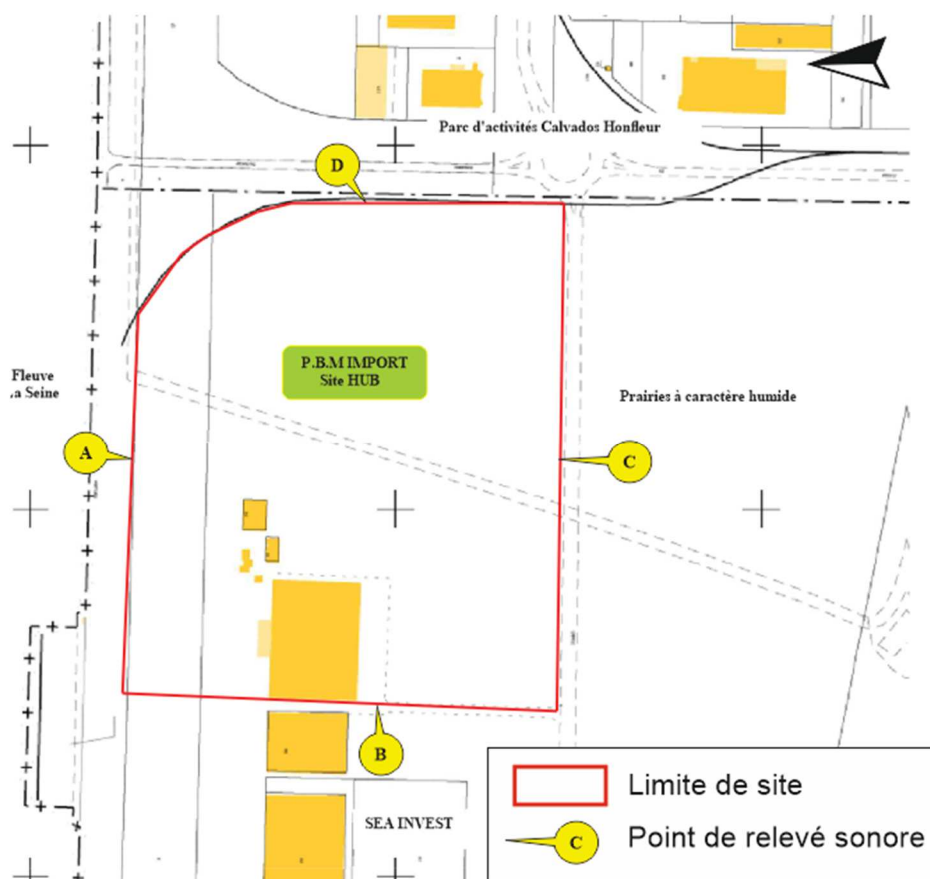 Parc d'activités Calvados Honfleur
D
P.B.M IMPORT
Site HUB
Fleuve
La Seine
Prairies à caractère humide
A
C
B
SEA INVEST
Limite de site
C
Point de relevé sonore